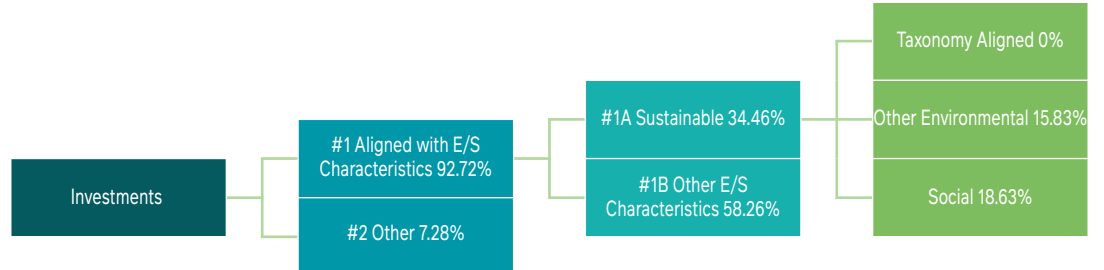 Investments
#1 Aligned with E/S
Characteristics 92.72%
#2 Other 7.28%
#1A Sustainable 34.46%
#1B Other E/S
Characteristics 58.26%
Taxonomy Aligned 0%
Other Environmental 15.83%
Social 18.63%